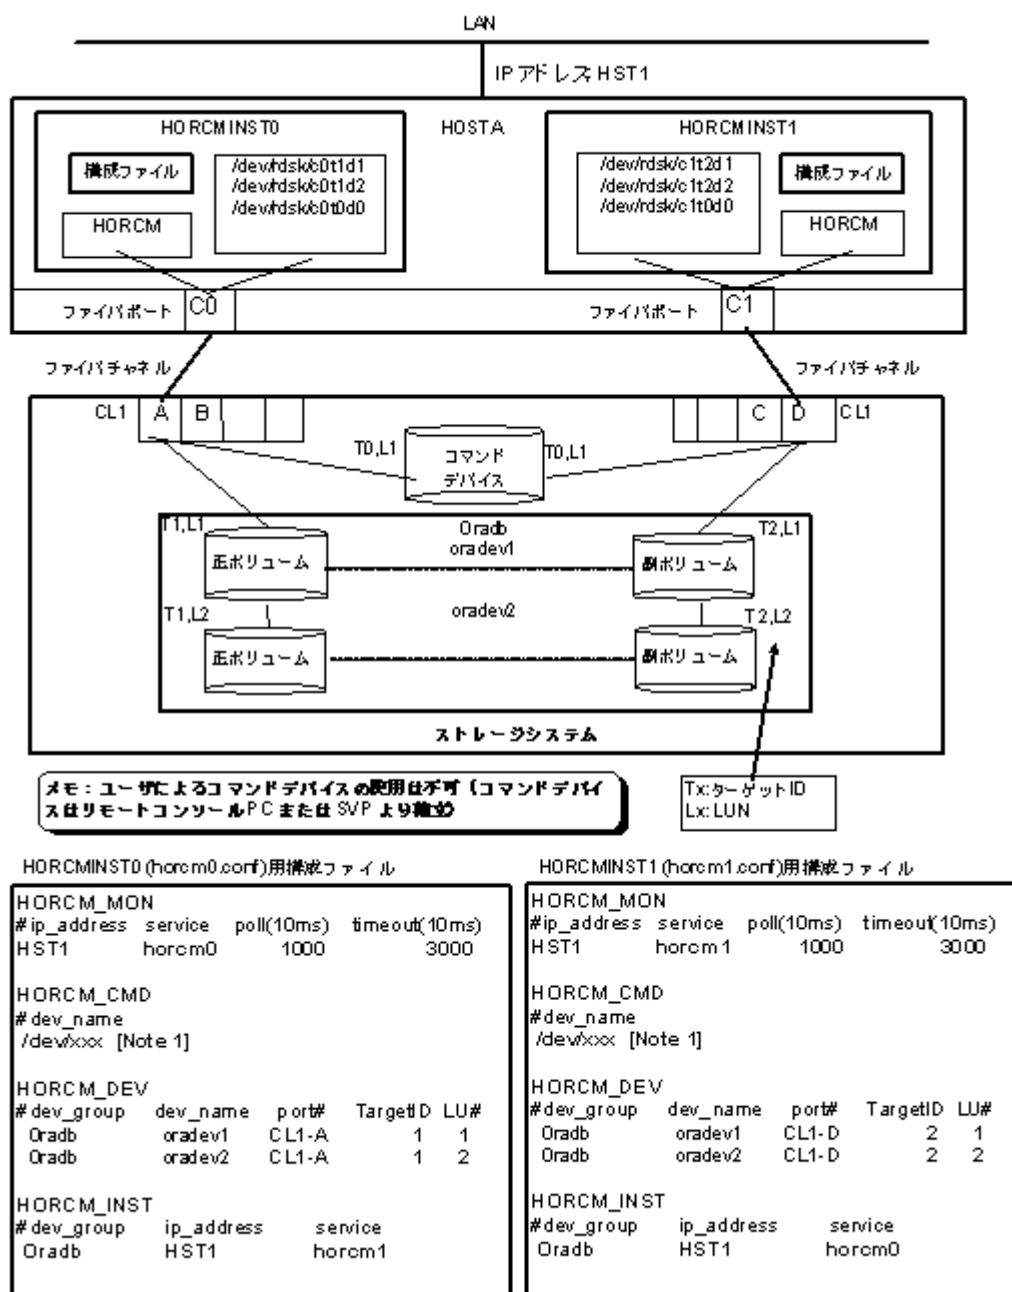 LAN
IPアドレス HST1
HORCMINST0
HOSTA
HORCMINST1
構成ファイル
/dev/rdsk/c0t1d1
/dev/rdsk/c0t1d2
/dev/rdsk/c0t0d0
HORCM
/dev/rdsk/c1t2d1
/dev/rdsk/c1t2d2
/dev/rdsk/c1t0d0
構成ファイル
HORCM
ファイバポート
C0
ファイバポート
C1
ファイバチャネル
ファイバチャネル
CL1
A
B
C
D
CL1
T0,L1
コマンド
デバイス
T0,L1
T1,L1
Oradb
oradev1
T2,L1
正ボリューム
副ボリューム
T1,L2
oradev2
T2,L2
正ボリューム
副ボリューム
ストレージシステム
メモ：ユーザによるコマンドデバイスの使用は不可（コマンドデバイ
スはリモートコンソールPCまたはSVPより独立）
Tx:ターゲットID
Lx:LUN
HORCMINST0 (horcm0.conf)用構成ファイル
HORCM_MON
#ip_address service poll(10ms) timeout(10ms)
HST1 horcm0 1000 3000
HORCM_CMD
#dev_name
/dev/xxx [Note 1]
HORCM_DEV
#dev_group dev_name port# TargetID LU#
Oradb oradev1 CL1-A 1 1
Oradb oradev2 CL1-A 1 2
HORCM_INST
#dev_group ip_address service
Oradb HST1 horcm1
HORCMINST1 (horcm1.conf)用構成ファイル
HORCM_MON
#ip_address service poll(10ms) timeout(10ms)
HST1 horcm1 1000 3000
HORCM_CMD
#dev_name
/dev/xxx [Note 1]
HORCM_DEV
#dev_group dev_name port# TargetID LU#
Oradb oradev1 CL1-D 2 1
Oradb oradev2 CL1-D 2 2
HORCM_INST
#dev_group ip_address service
Oradb HST1 horcm0